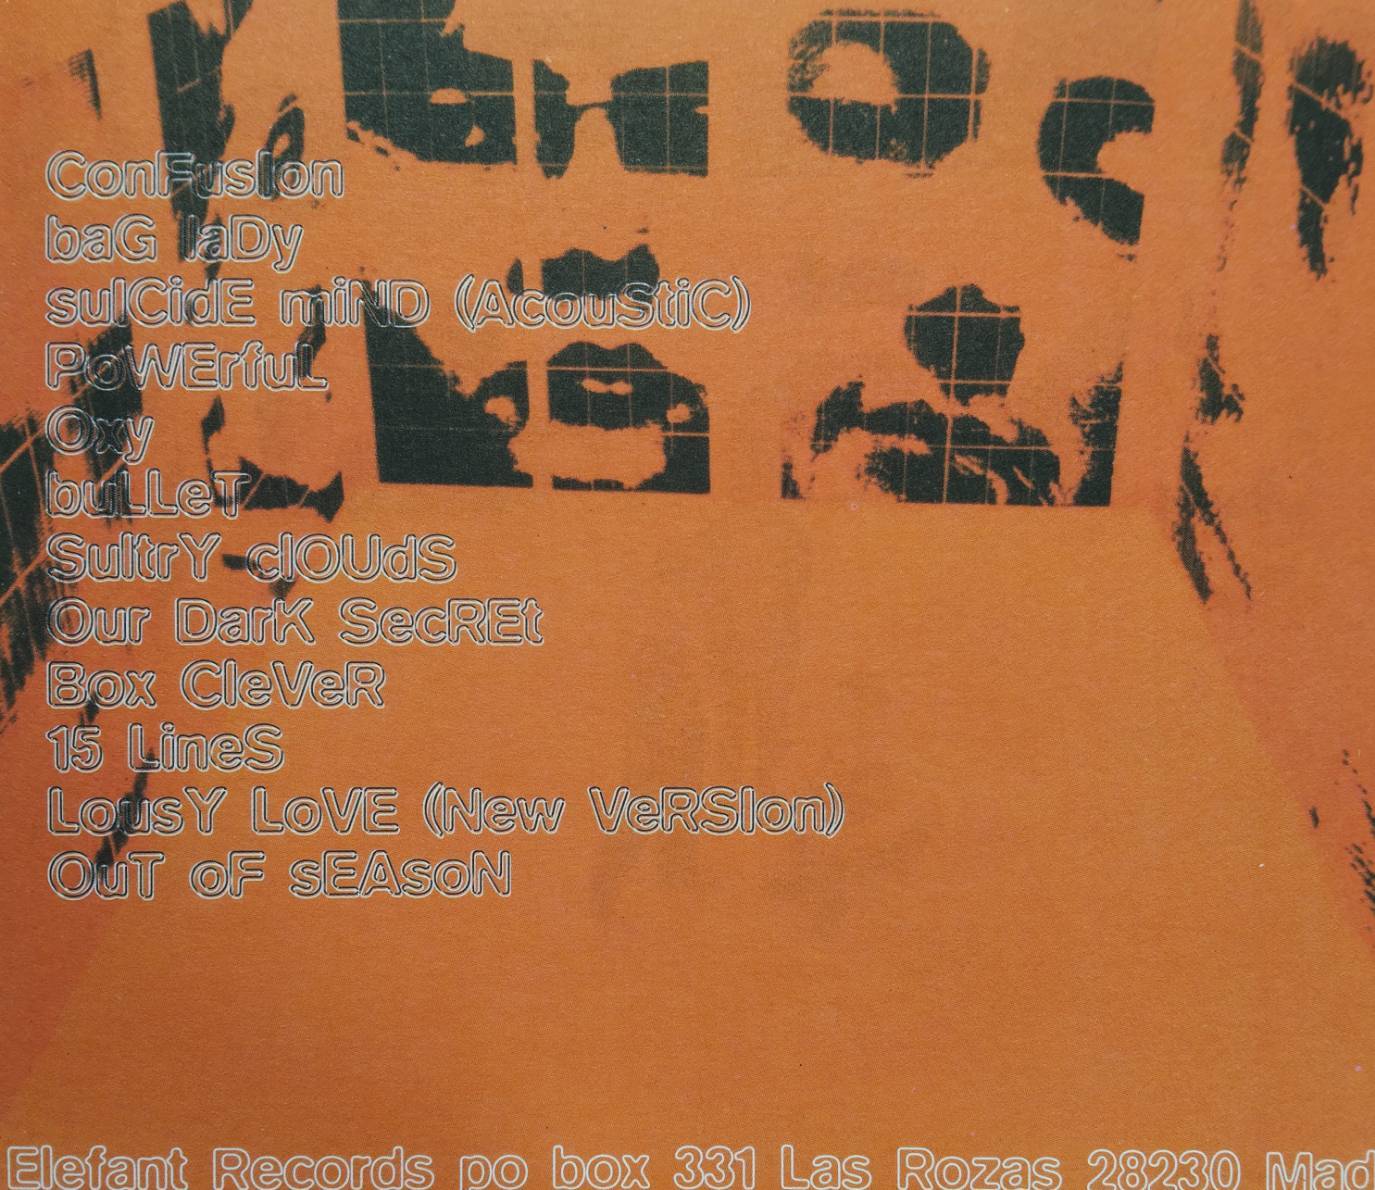 ConFusIon
baG laDy
suICidE miND (AcouStiC)
PoWErfuL
Oxy
buLLeT
SultrY clOUdS
Our DarK SecREt
Box CleVeR
15 LineS
LousY LoVE (New VeRSIon)
OuT oF sEAsoN
Elefant Records po box 331 Las Rozas 28230 Mad